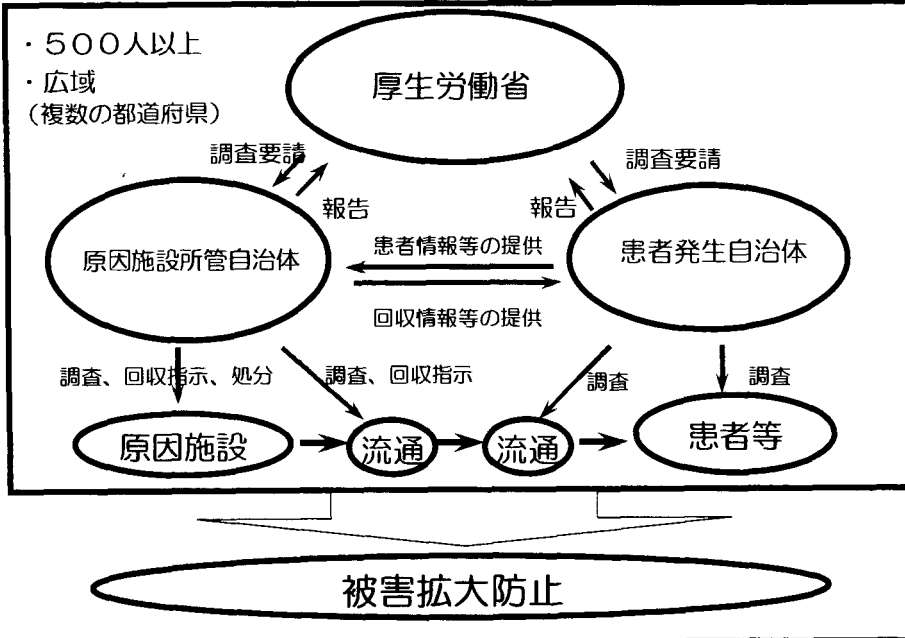 ・５００人以上
・広域
（複数の都道府県）
厚生労働省
調査要請
調査要請
報告
報告
原因施設所管自治体
患者情報等の提供
患者発生自治体
回収情報等の提供
調査、回収指示、処分
調査、回収指示
調査
調査
原因施設
流通
流通
患者等
被害拡大防止